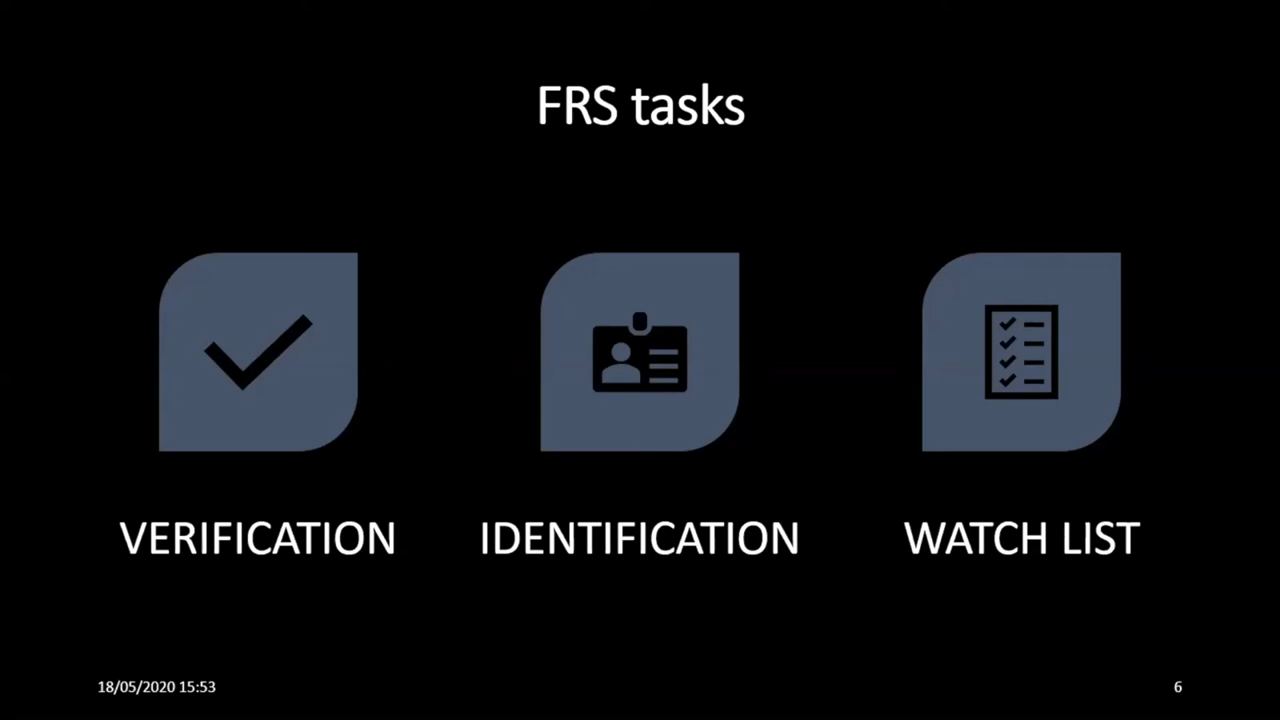 FRS tasks
VERIFICATION
IDENTIFICATION
WATCH LIST
18/05/2020 15:53
6